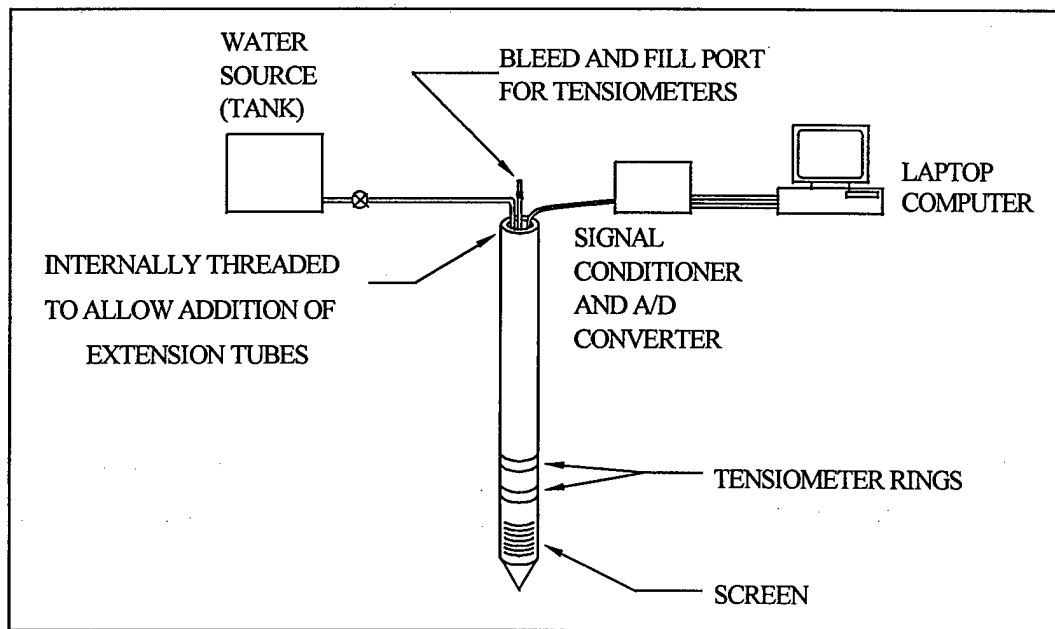 WATER
SOURCE
(TANK)
BLEED AND FILL PORT
FOR TENSIOMETERS
LAPTOP
COMPUTER
INTERNALLY THREADED
TO ALLOW ADDITION OF
EXTENSION TUBES
SIGNAL
CONDITIONER
AND A/D
CONVERTER
TENSIOMETER RINGS
SCREEN